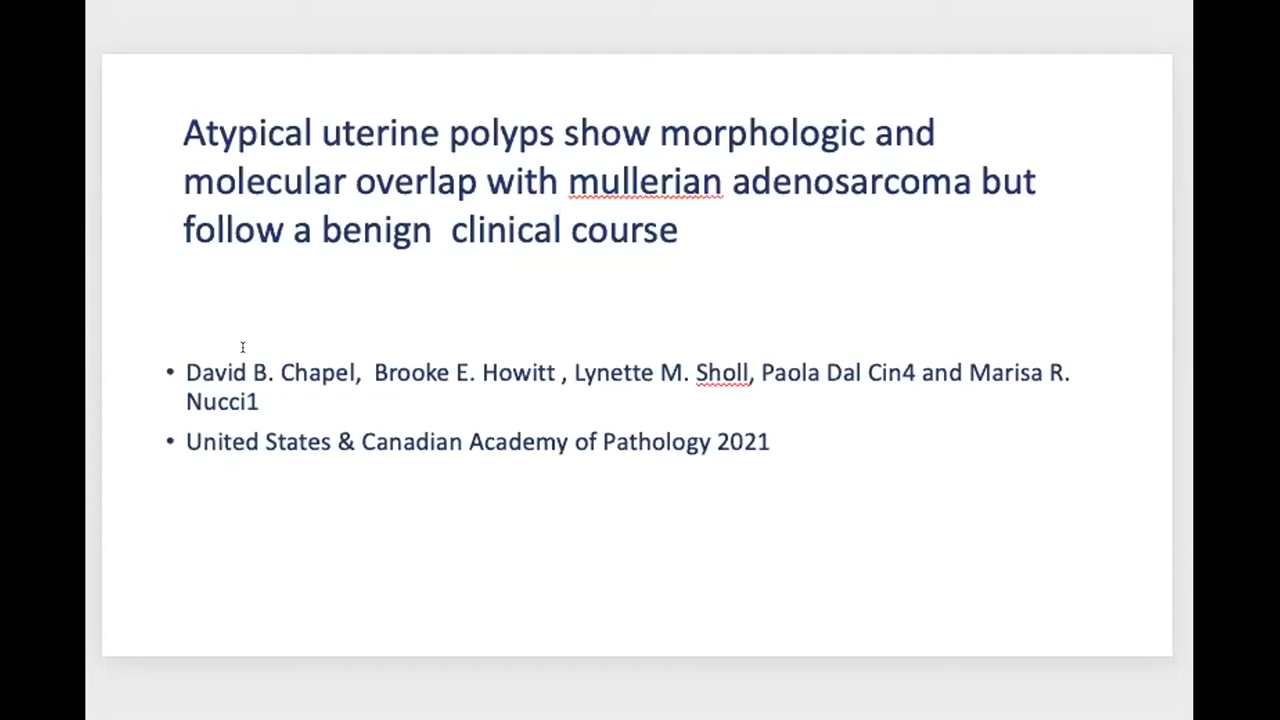 Atypical uterine polyps show morphologic and
molecular overlap with mullerian adenosarcoma but
follow a benign  clinical course
• David B. Chapel,  Brooke E. Howitt , Lynette M. Sholl, Paola Dal Cin4 and Marisa R.
Nucci1
• United States & Canadian Academy of Pathology 2021